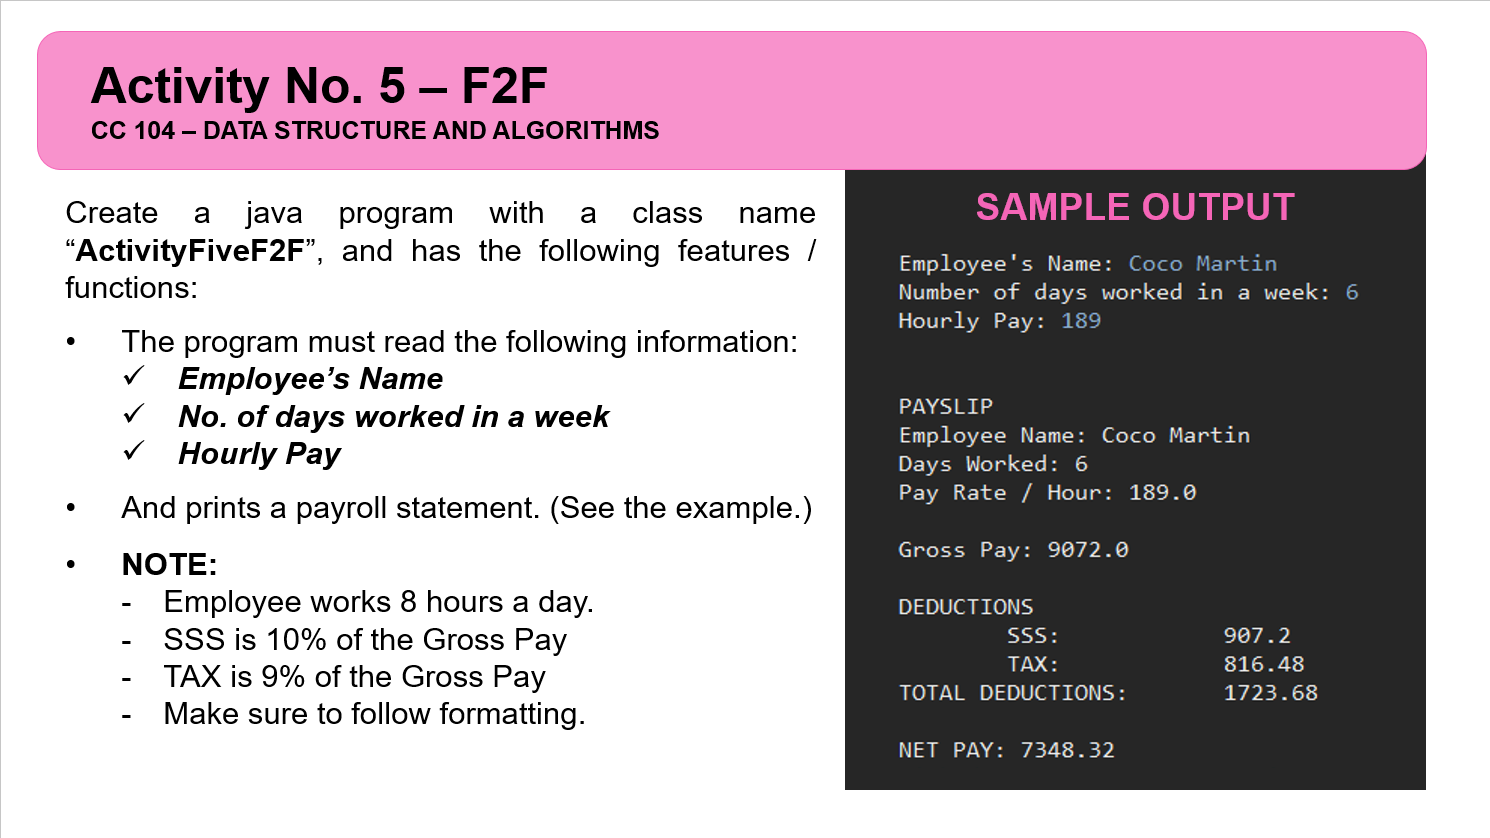 Activity No. 5 – F2F
CC 104 – DATA STRUCTURE AND ALGORITHMS
Create a java program with a class name
“ActivityFiveF2F”, and has the following features /
functions:
• The program must read the following information:
✓ Employee’s Name
✓ No. of days worked in a week
✓ Hourly Pay
• And prints a payroll statement. (See the example.)
• NOTE:
- Employee works 8 hours a day.
- SSS is 10% of the Gross Pay
- TAX is 9% of the Gross Pay
- Make sure to follow formatting.
SAMPLE OUTPUT
Employee's Name: Coco Martin
Number of days worked in a week: 6
Hourly Pay: 189
PAYSLIP
Employee Name: Coco Martin
Days Worked: 6
Pay Rate / Hour: 189.0
Gross Pay: 9072.0
DEDUCTIONS
SSS: 907.2
TAX: 816.48
TOTAL DEDUCTIONS: 1723.68
NET PAY: 7348.32